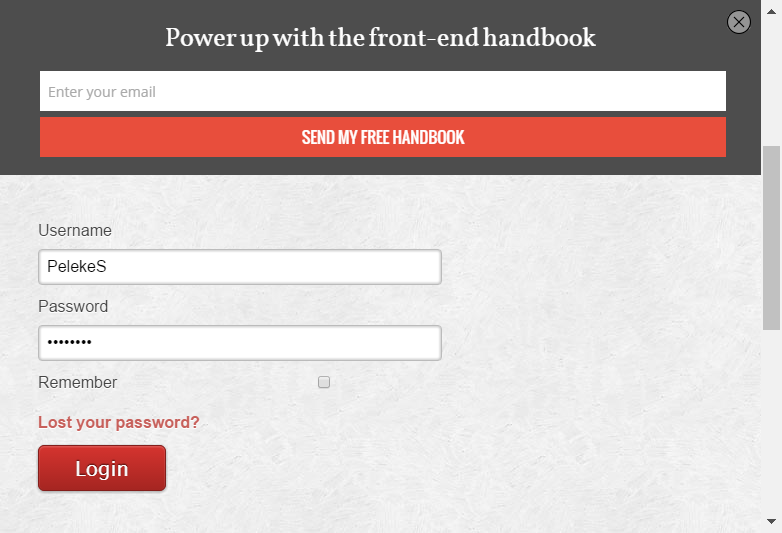 Power up with the front-end handbook
Enter your email
SEND MY FREE HANDBOOK
Username
PelekeS
Password
••••••••
Remember
Lost your password?
Login